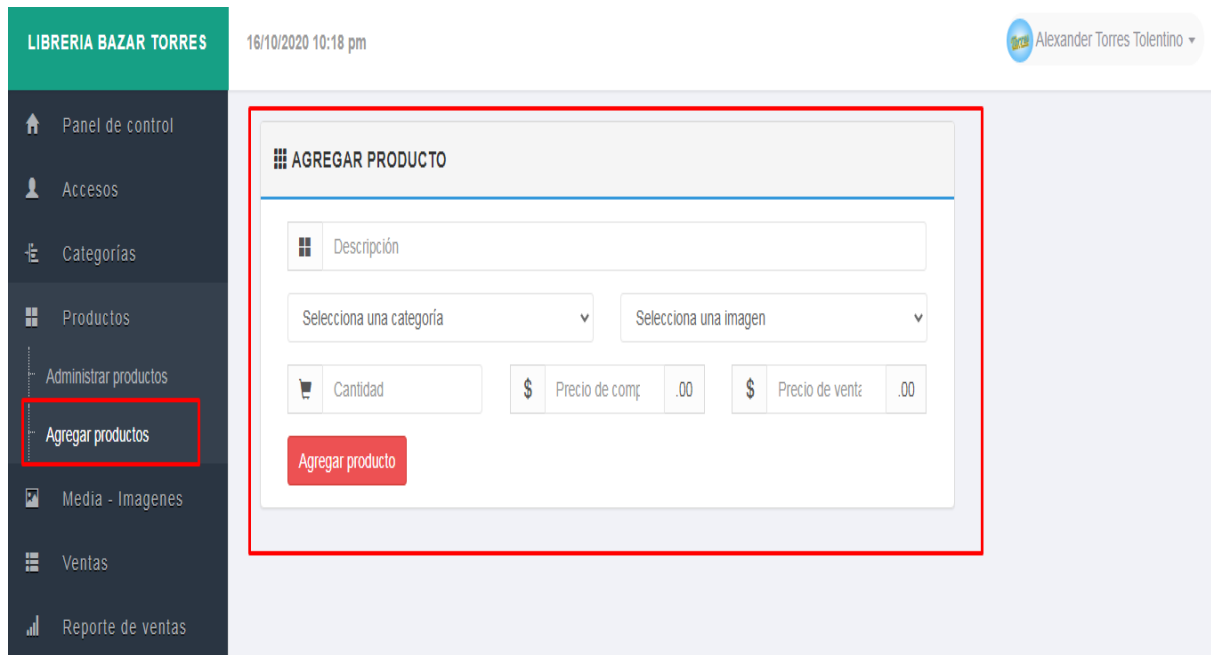 LIBRERIA BAZAR TORRES
16/10/2020 10:18 pm
Torres
Alexander Torres Tolentino
Panel de control
Accesos
Categorías
Productos
Administrar productos
Agregar productos
Media - Imagenes
Ventas
Reporte de ventas
AGREGAR PRODUCTO
Descripción
Selecciona una categoría
Selecciona una imagen
Cantidad
$ Precio de comp .00
$ Precio de venta .00
Agregar producto